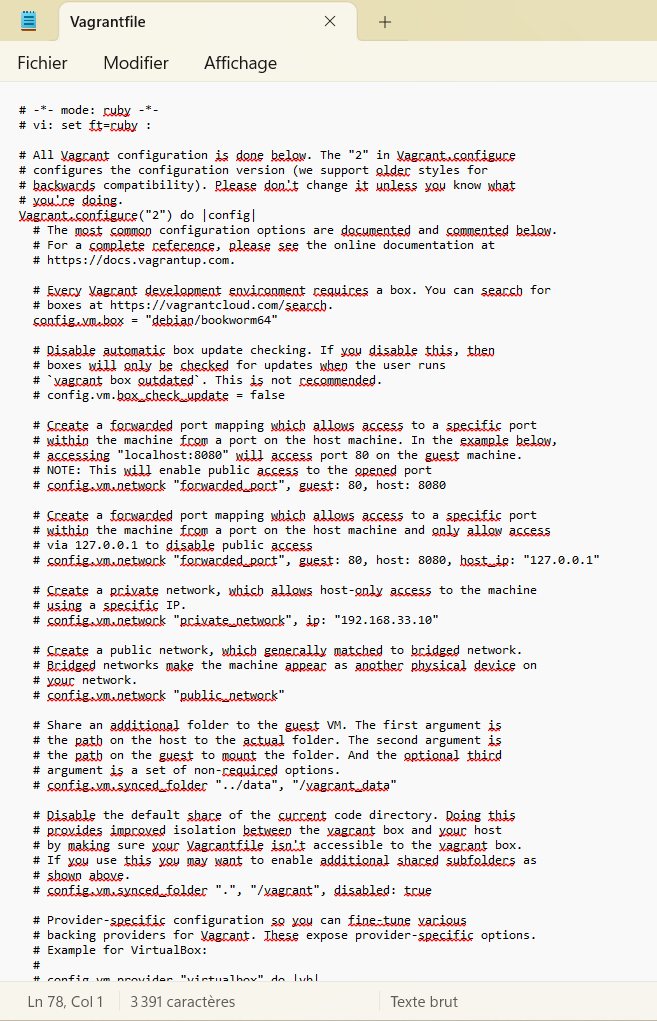 Vagrantfile
Fichier Modifier Affichage
# -*- mode: ruby -*-
# vi: set ft=ruby :
# All Vagrant configuration is done below. The "2" in Vagrant.configure
# configures the configuration version (we support older styles for
# backwards compatibility). Please don't change it unless you know what
# you're doing.
Vagrant.configure("2") do |config|
# The most common configuration options are documented and commented below.
# For a complete reference, please see the online documentation at
# https://docs.vagrantup.com.
# Every Vagrant development environment requires a box. You can search for
# boxes at https://vagrantcloud.com/search.
config.vm.box = "debian/bookworm64"
# Disable automatic box update checking. If you disable this, then
# boxes will only be checked for updates when the user runs
# `vagrant box outdated`. This is not recommended.
# config.vm.box_check_update = false
# Create a forwarded port mapping which allows access to a specific port
# within the machine from a port on the host machine. In the example below,
# accessing "localhost:8080" will access port 80 on the guest machine.
# NOTE: This will enable public access to the opened port
# config.vm.network "forwarded_port", guest: 80, host: 8080
# Create a forwarded port mapping which allows access to a specific port
# within the machine from a port on the host machine and only allow access
# via 127.0.0.1 to disable public access
# config.vm.network "forwarded_port", guest: 80, host: 8080, host_ip: "127.0.0.1"
# Create a private network, which allows host-only access to the machine
# using a specific IP.
# config.vm.network "private_network", ip: "192.168.33.10"
# Create a public network, which generally matched to bridged network.
# Bridged networks make the machine appear as another physical device on
# your network.
# config.vm.network "public_network"
# Share an additional folder to the guest VM. The first argument is
# the path on the host to the actual folder. The second argument is
# the path on the guest to mount the folder. And the optional third
# argument is a set of non-required options.
# config.vm.synced_folder "../data", "/vagrant_data"
# Disable the default share of the current code directory. Doing this
# provides improved isolation between the vagrant box and your host
# by making sure your Vagrantfile isn't accessible to the vagrant box.
# If you use this you may want to enable additional shared subfolders as
# shown above.
# config.vm.synced_folder ".", "/vagrant", disabled: true
# Provider-specific configuration so you can fine-tune various
# backing providers for Vagrant. These expose provider-specific options.
# Example for VirtualBox:
#
# config.vm.provider "virtualbox" do |vb|
Ln 78, Col 1 3 391 caractères Texte brut